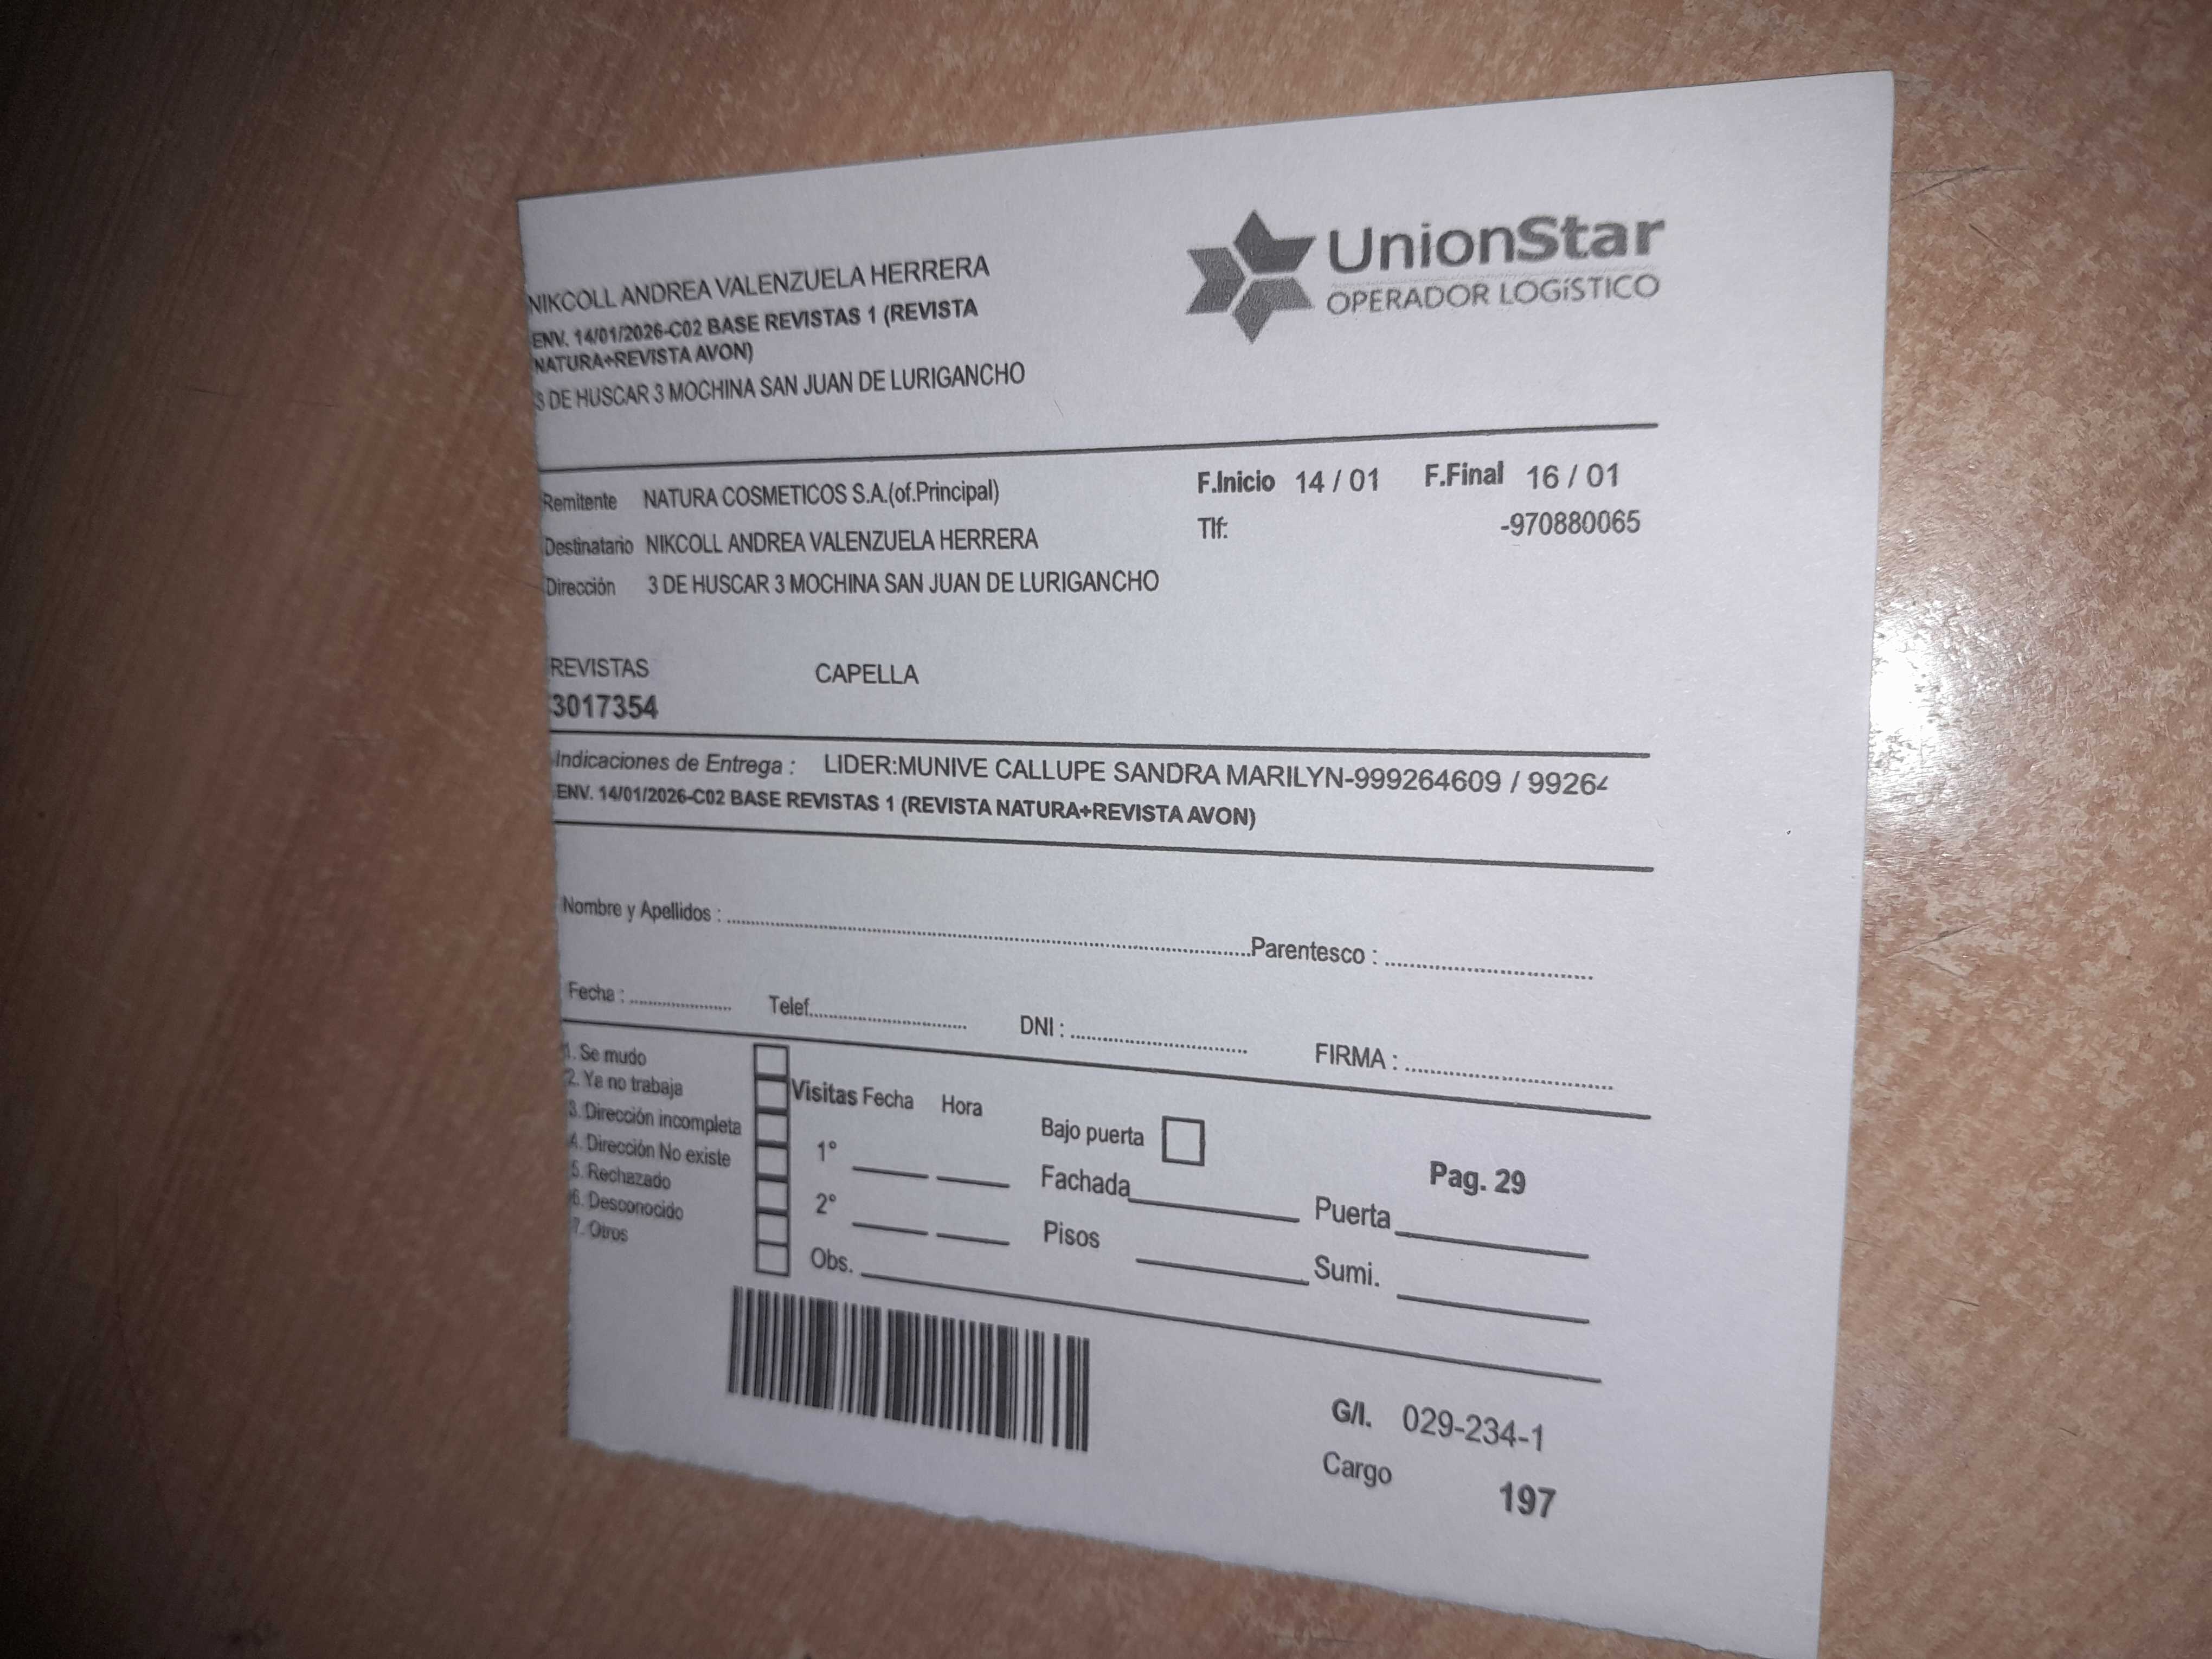 NIKCOLL ANDREA VALENZUELA HERRERA
ENV. 14/01/2026-C02 BASE REVISTAS 1 (REVISTA
NATURA+REVISTA AVON)
3 DE HUSCAR 3 MOCHINA SAN JUAN DE LURIGANCHO
UnionStar
OPERADOR LOGíSTICO
Remitente NATURA COSMETICOS S.A.(of.Principal) F.Inicio 14 / 01 F.Final 16 / 01
Destinatario NIKCOLL ANDREA VALENZUELA HERRERA Tlf: -970880065
Dirección 3 DE HUSCAR 3 MOCHINA SAN JUAN DE LURIGANCHO
REVISTAS CAPELLA
3017354
Indicaciones de Entrega : LIDER:MUNIVE CALLUPE SANDRA MARILYN-999264609 / 99264
ENV. 14/01/2026-C02 BASE REVISTAS 1 (REVISTA NATURA+REVISTA AVON)
Nombre y Apellidos : Parentesco :
Fecha : Telef. DNI : FIRMA :
1. Se mudo
2. Ya no trabaja
3. Dirección incompleta
4. Dirección No existe
5. Rechazado
6. Desconocido
7. Otros
Visitas Fecha Hora
1°
2°
Obs.
Bajo puerta
Fachada Puerta
Pisos Sumi.
Pag. 29
G/I. 029-234-1
Cargo 197